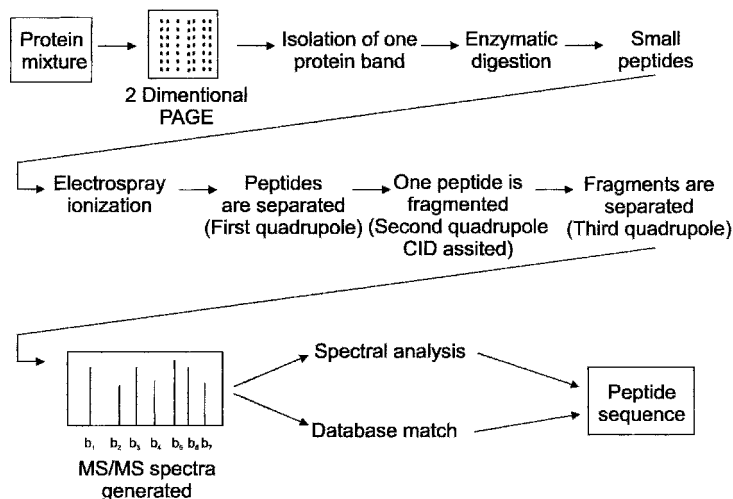 Protein
mixture
2 Dimentional
PAGE
Isolation of one
protein band
Enzymatic
digestion
Small
peptides
Electrospray
ionization
Peptides
are separated
(First quadrupole)
One peptide is
fragmented
(Second quadrupole
CID assited)
Fragments are
separated
(Third quadrupole)
b₁ b₂ b₃ b₄ b₅ b₆ b₇
MS/MS spectra
generated
Spectral analysis
Database match
Peptide
sequence